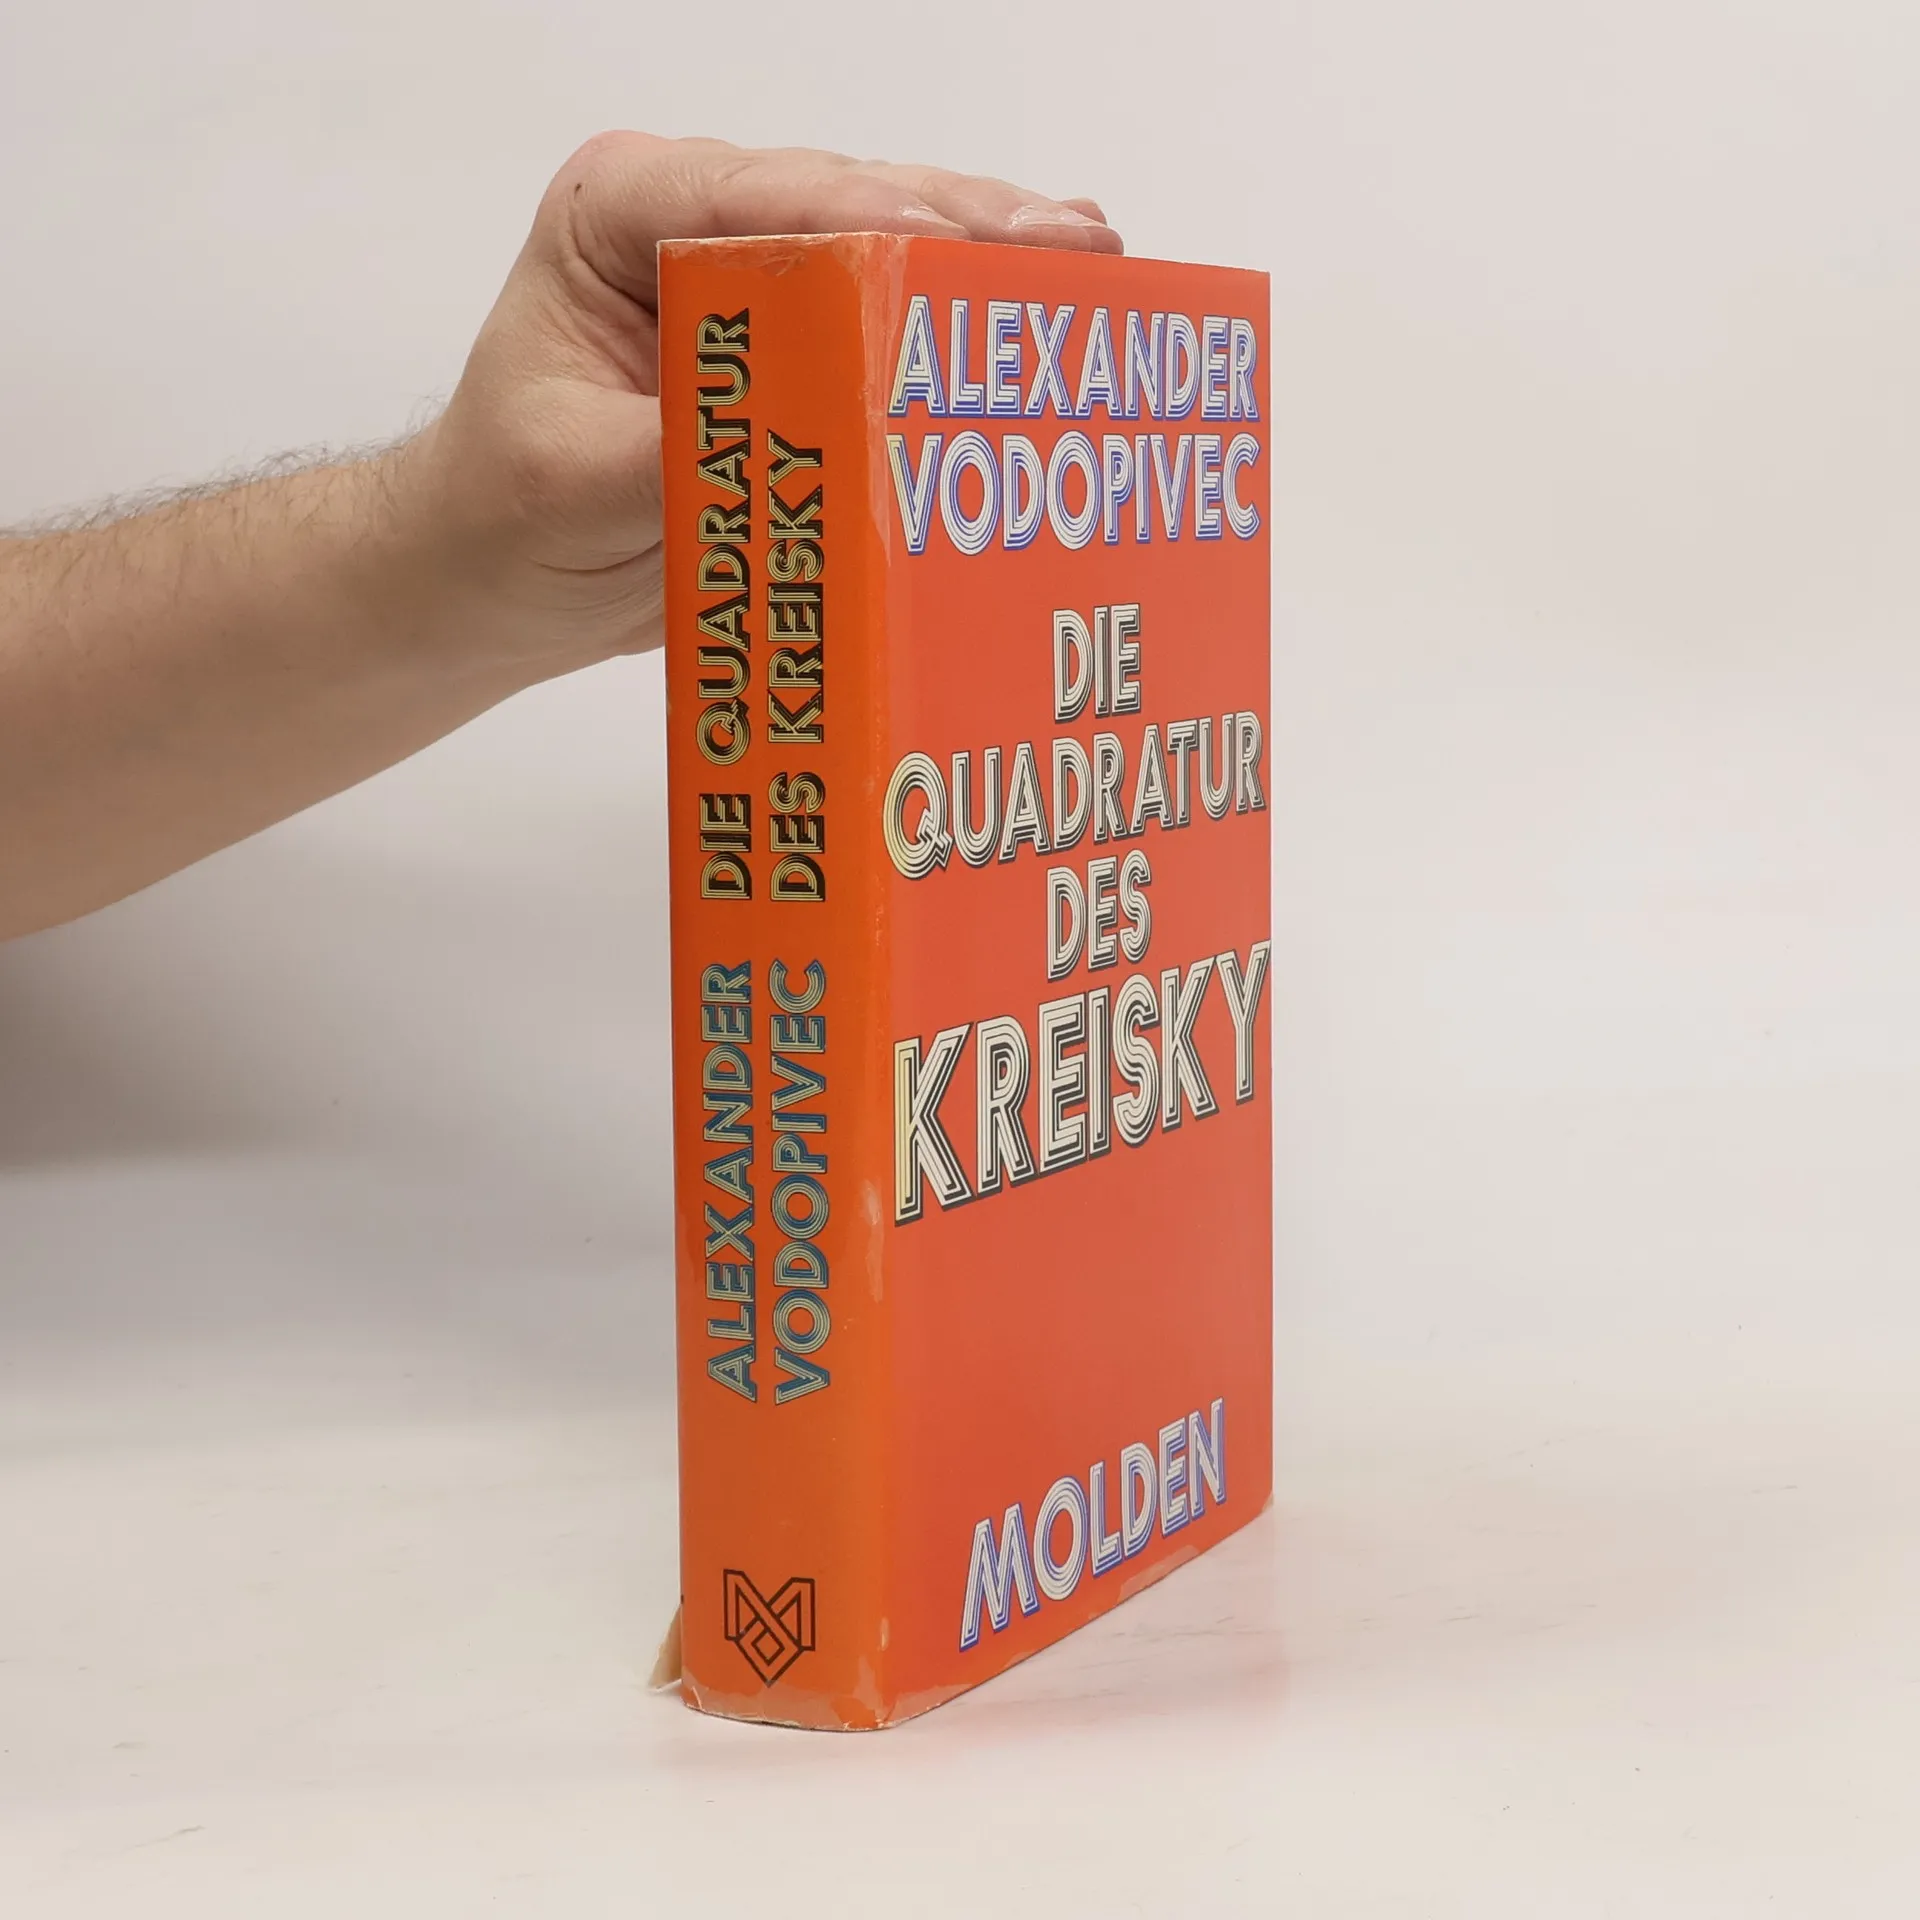 DIE QUADRATUR
DES KREISKY
ALEXANDER
VODOPIVEC
ALEXANDER
VODOPIVEC
DIE
QUADRATUR
DES
KREISKY
MOLDEN